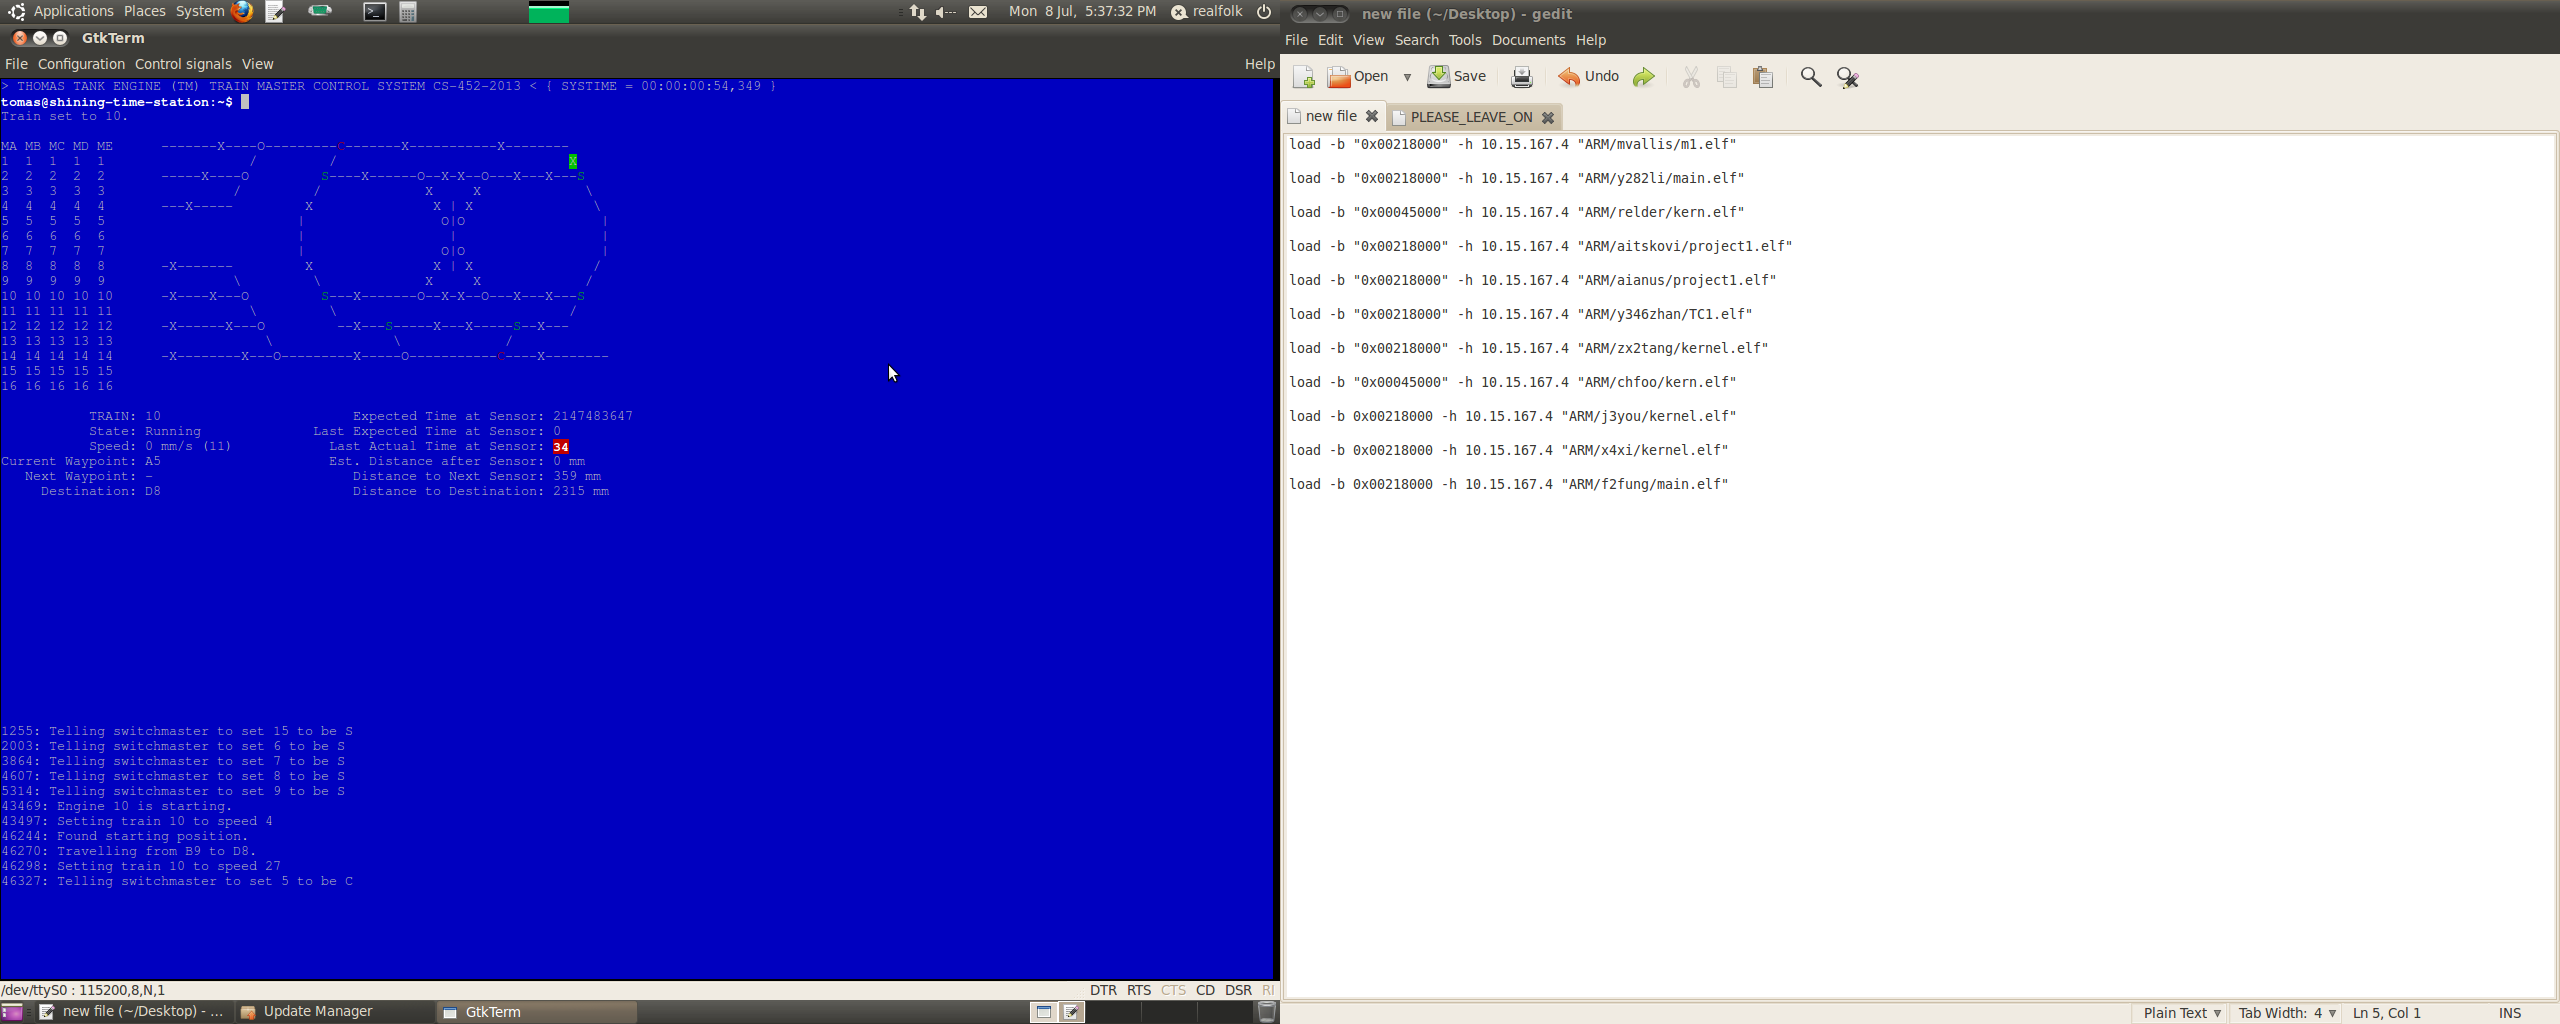 Applications Places System
Mon 8 Jul, 5:37:32 PM realfolk
GtkTerm
File Configuration Control signals View Help
> THOMAS TANK ENGINE (TM) TRAIN MASTER CONTROL SYSTEM CS-452-2013 < { SYSTIME = 00:00:00:54,349 }
tomas@shining-time-station:~$
Train set to 10.
MA MB MC MD ME -------X----O---------C-------X-----------X--------
1 1 1 1 1 / / X
2 2 2 2 2 -----X----O S----X------O--X-X--O---X---X---S
3 3 3 3 3 / / X X \
4 4 4 4 4 ---X----- X X | X \
5 5 5 5 5 | O|O |
6 6 6 6 6 | | |
7 7 7 7 7 | O|O |
8 8 8 8 8 -X------- X X | X /
9 9 9 9 9 \ \ X X /
10 10 10 10 10 -X----X---O S---X-------O--X-X--O---X---X---S
11 11 11 11 11 \ \ /
12 12 12 12 12 -X------X---O --X---S-----X---X-----S--X---
13 13 13 13 13 \ \ /
14 14 14 14 14 -X--------X---O---------X-----O-----------C----X--------
15 15 15 15 15
16 16 16 16 16
TRAIN: 10 Expected Time at Sensor: 2147483647
State: Running Last Expected Time at Sensor: 0
Speed: 0 mm/s (11) Last Actual Time at Sensor: 34
Current Waypoint: A5 Est. Distance after Sensor: 0 mm
Next Waypoint: - Distance to Next Sensor: 359 mm
Destination: D8 Distance to Destination: 2315 mm
1255: Telling switchmaster to set 15 to be S
2003: Telling switchmaster to set 6 to be S
3864: Telling switchmaster to set 7 to be S
4607: Telling switchmaster to set 8 to be S
5314: Telling switchmaster to set 9 to be S
43469: Engine 10 is starting.
43497: Setting train 10 to speed 4
46244: Found starting position.
46270: Travelling from B9 to D8.
46298: Setting train 10 to speed 27
46327: Telling switchmaster to set 5 to be C
/dev/ttyS0 : 115200,8,N,1 DTR RTS CTS CD DSR RI
new file (~/Desktop) - ... Update Manager GtkTerm
new file (~/Desktop) - gedit
File Edit View Search Tools Documents Help
Open Save Undo
new file PLEASE_LEAVE_ON
load -b "0x00218000" -h 10.15.167.4 "ARM/mvallis/m1.elf"
load -b "0x00218000" -h 10.15.167.4 "ARM/y282li/main.elf"
load -b "0x00045000" -h 10.15.167.4 "ARM/relder/kern.elf"
load -b "0x00218000" -h 10.15.167.4 "ARM/aitskovi/project1.elf"
load -b "0x00218000" -h 10.15.167.4 "ARM/aianus/project1.elf"
load -b "0x00218000" -h 10.15.167.4 "ARM/y346zhan/TC1.elf"
load -b "0x00218000" -h 10.15.167.4 "ARM/zx2tang/kernel.elf"
load -b "0x00045000" -h 10.15.167.4 "ARM/chfoo/kern.elf"
load -b 0x00218000 -h 10.15.167.4 "ARM/j3you/kernel.elf"
load -b 0x00218000 -h 10.15.167.4 "ARM/x4xi/kernel.elf"
load -b 0x00218000 -h 10.15.167.4 "ARM/f2fung/main.elf"
Plain Text Tab Width: 4 Ln 5, Col 1 INS